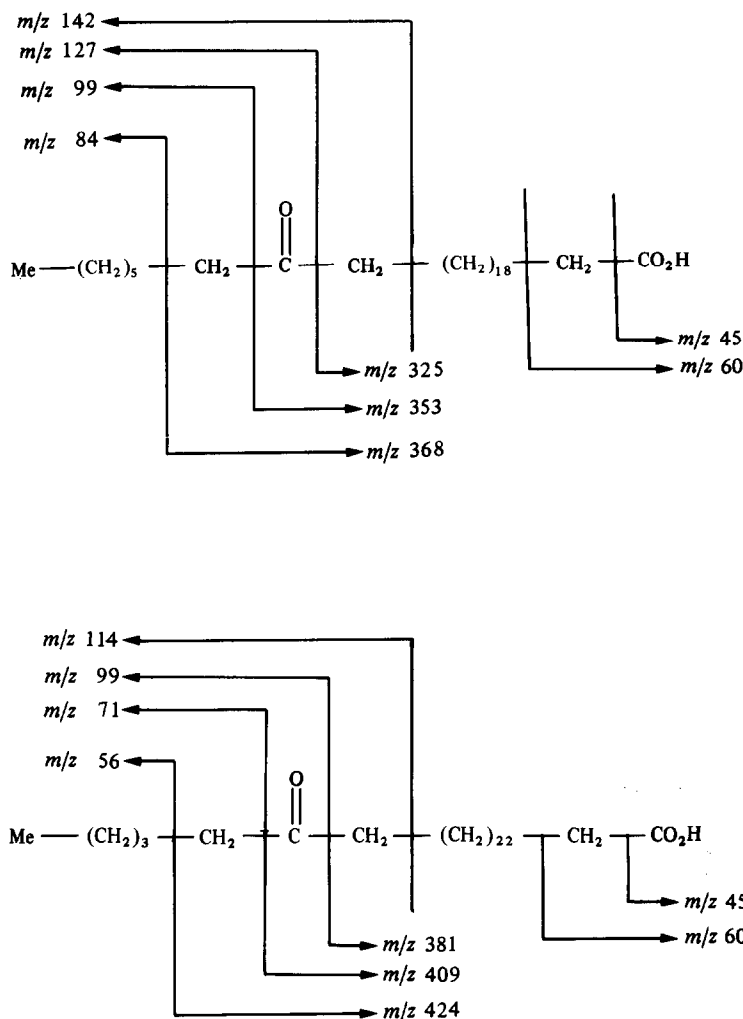 m/z 142
m/z 127
m/z 99
m/z 84
O
Me—(CH₂)₅—CH₂—C—CH₂—(CH₂)₁₈—CH₂—CO₂H
m/z 45
m/z 60
m/z 325
m/z 353
m/z 368
m/z 114
m/z 99
m/z 71
m/z 56
O
Me—(CH₂)₃—CH₂—C—CH₂—(CH₂)₂₂—CH₂—CO₂H
m/z 45
m/z 60
m/z 381
m/z 409
m/z 424